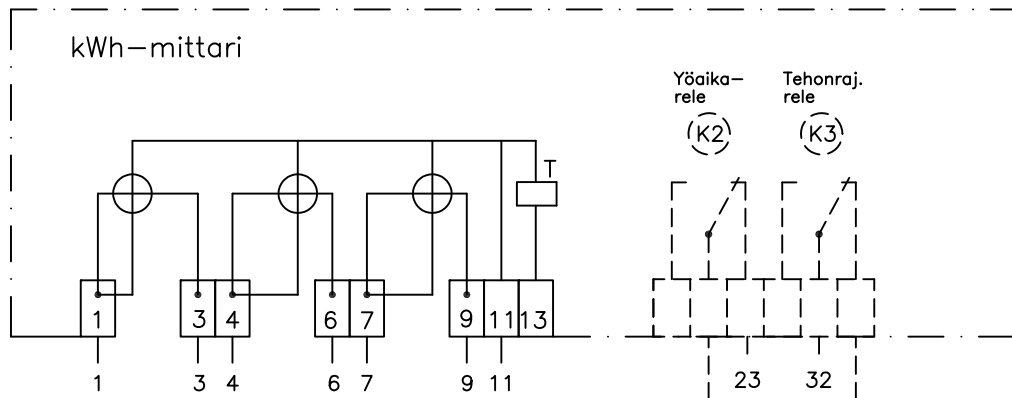 kWh-mittari
Yöaika-
rele
Tehonraj.
rele
K2
K3
T
1 3 4 6 7 9 11 13
1 3 4 6 7 9 11 23 32